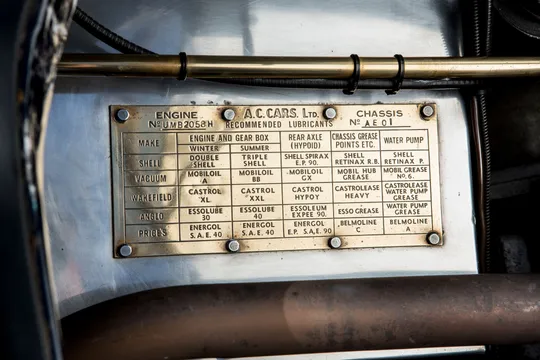 ENGINE A.C. CARS. LTD. CHASSIS
No UMB2058H RECOMMENDED LUBRICANTS No AE01
MAKE ENGINE AND GEAR BOX REAR AXLE (HYPOID) CHASSIS GREASE POINTS ETC. WATER PUMP
WINTER SUMMER
SHELL DOUBLE SHELL TRIPLE SHELL SHELL SPIRAX E.P. 90. SHELL RETINAX R.B. SHELL RETINAX P.
VACUUM MOBILOIL A MOBILOIL BB MOBILOIL GX MOBIL HUB GREASE MOBIL GREASE No. 6.
WAKEFIELD CASTROL XL CASTROL XXL CASTROL HYPOY CASTROLEASE HEAVY CASTROLEASE WATER PUMP GREASE
ANGLO ESSOLUBE 30 ESSOLUBE 40 ESSOLEUM EXPEE 90. ESSO GREASE WATER PUMP GREASE
PRICE'S ENERGOL S.A.E. 40 ENERGOL S.A.E. 40 ENERGOL E.P. S.A.E. 90 BELMOLINE C BELMOLINE A